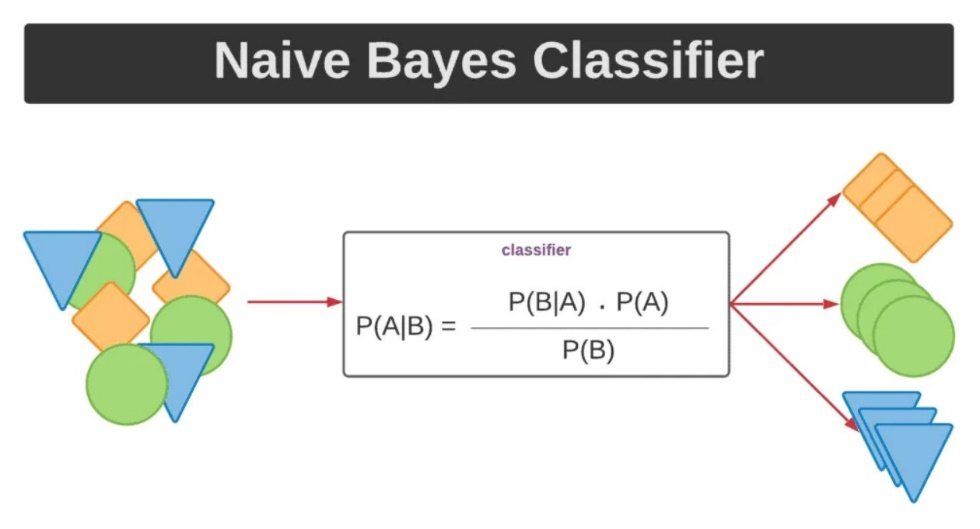 Naive Bayes Classifier
classifier
P(A|B) = P(B|A) . P(A)
P(B)